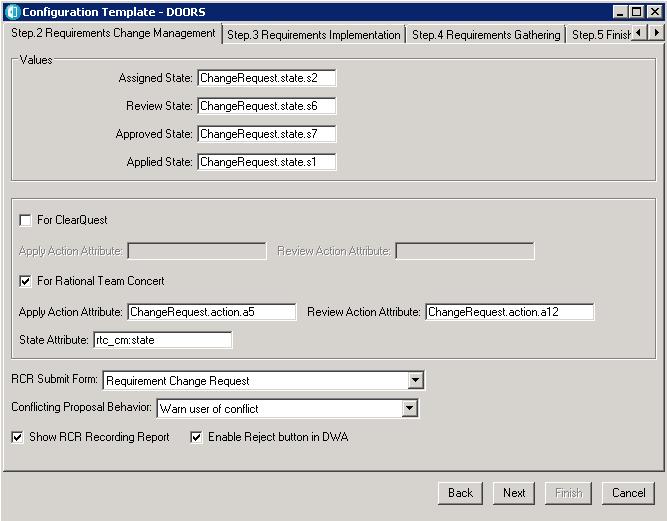 Configuration Template - DOORS
Step.2 Requirements Change Management Step.3 Requirements Implementation Step.4 Requirements Gathering Step.5 Finish
Values
Assigned State: ChangeRequest.state.s2
Review State: ChangeRequest.state.s6
Approved State: ChangeRequest.state.s7
Applied State: ChangeRequest.state.s1
For ClearQuest
Apply Action Attribute: Review Action Attribute:
For Rational Team Concert
Apply Action Attribute: ChangeRequest.action.a5 Review Action Attribute: ChangeRequest.action.a12
State Attribute: rtc_cm:state
RCR Submit Form: Requirement Change Request
Conflicting Proposal Behavior: Warn user of conflict
Show RCR Recording Report Enable Reject button in DWA
Back Next Finish Cancel